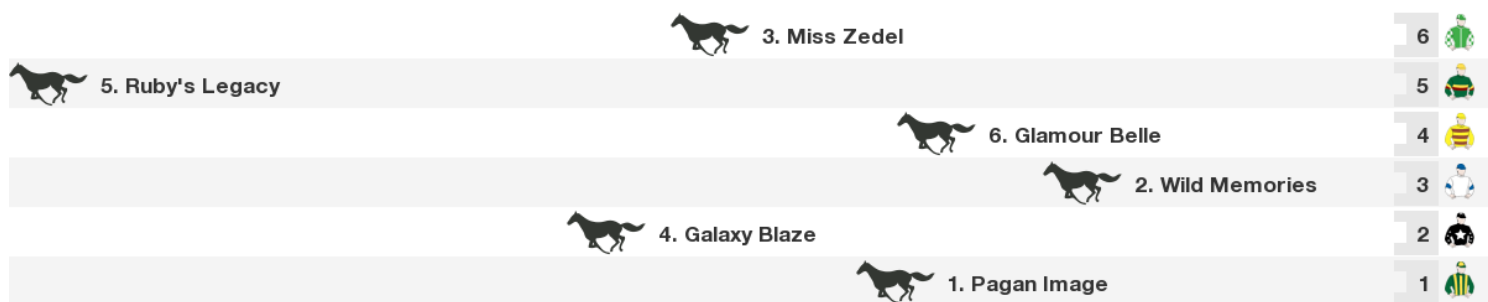 3. Miss Zedel 6
5. Ruby's Legacy 5
6. Glamour Belle 4
2. Wild Memories 3
4. Galaxy Blaze 2
1. Pagan Image 1